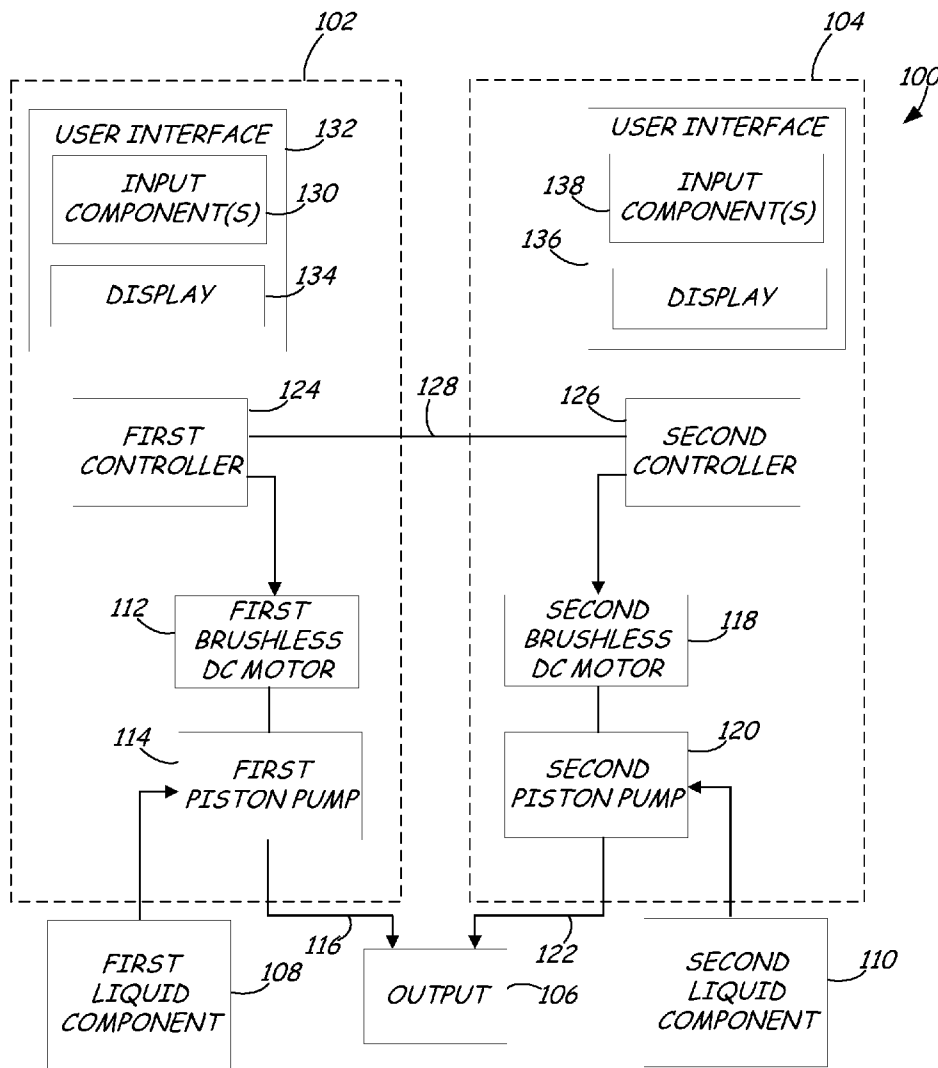 102
104
100
USER INTERFACE
132
INPUT
COMPONENT(S)
130
134
DISPLAY
USER INTERFACE
138
INPUT
COMPONENT(S)
136
DISPLAY
124
FIRST
CONTROLLER
128
126
SECOND
CONTROLLER
112
FIRST
BRUSHLESS
DC MOTOR
SECOND
BRUSHLESS
DC MOTOR
118
114
FIRST
PISTON PUMP
120
SECOND
PISTON PUMP
116
122
FIRST
LIQUID
COMPONENT
108
OUTPUT
106
SECOND
LIQUID
COMPONENT
110